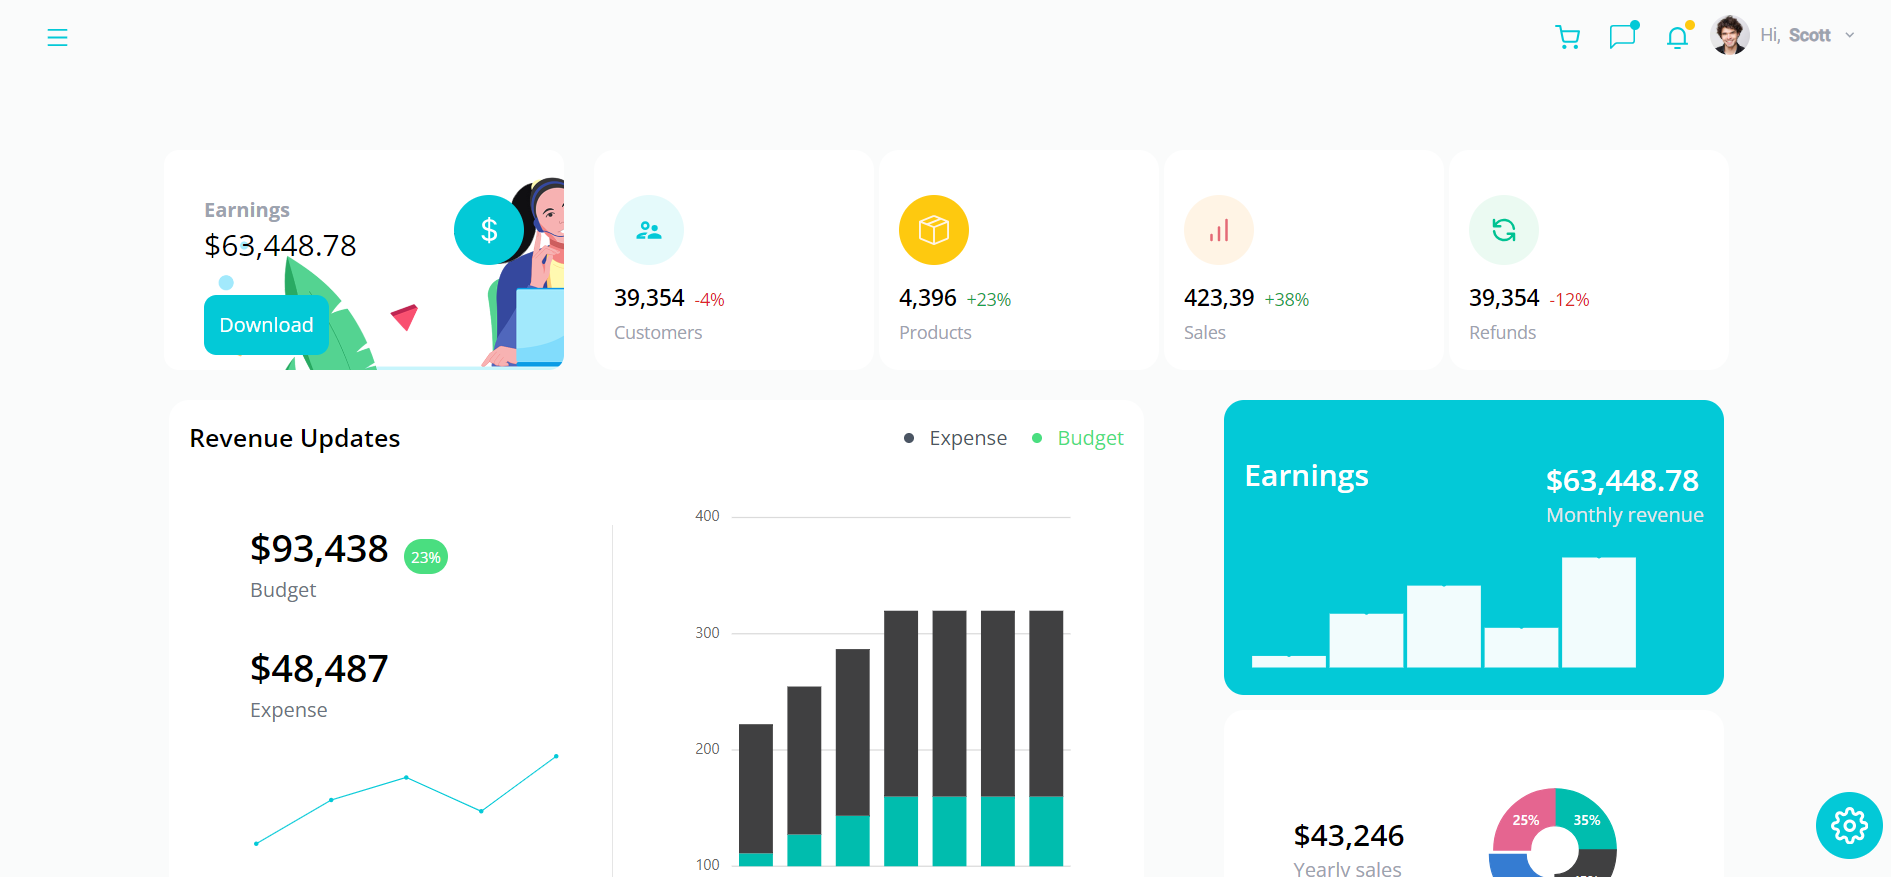 Hi, Scott
Earnings
$63,448.78
Download
$
39,354 -4%
Customers
4,396 +23%
Products
423,39 +38%
Sales
39,354 -12%
Refunds
Revenue Updates
Expense
Budget
$93,438 23%
Budget
$48,487
Expense
400
300
200
100
Earnings
$63,448.78
Monthly revenue
$43,246
Yearly sales
25%
35%